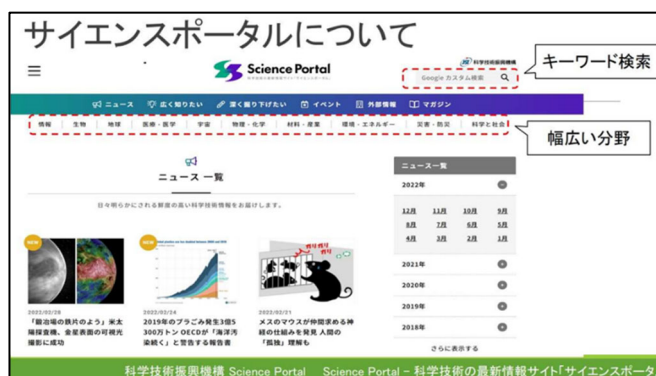 サイエンスポータルについて
Science Portal
科学技術振興機構
Google カスタム検索
キーワード検索
ニュース 広く知りたい 深く掘り下げたい イベント 外部情報 マガジン
情報 生物 地球 医療・医学 宇宙 物理・化学 材料・産業 環境・エネルギー 災害・防災 科学と社会
幅広い分野
ニュース 一覧
日々明らかにされる鮮度の高い科学技術情報をお届けします。
NEW
2022/02/28
「鍛冶場の鉄片のよう」米太
陽探査機、金星表面の可視光
撮影に成功
NEW
2022/02/24
2019年のプラごみ発生3億5
300万トン OECDが「海洋汚
染続く」と警告する報告書
2022/02/21
メスのマウスが仲間求める神
経の仕組みを発見 人間の
「孤独」理解も
ニュース一覧
2022年
12月 11月 10月 9月
8月 7月 6月 5月
4月 3月 2月 1月
2021年
2020年
2019年
2018年
さらに表示する
科学技術振興機構 Science Portal Science Portal - 科学技術の最新情報サイト「サイエンスポータ